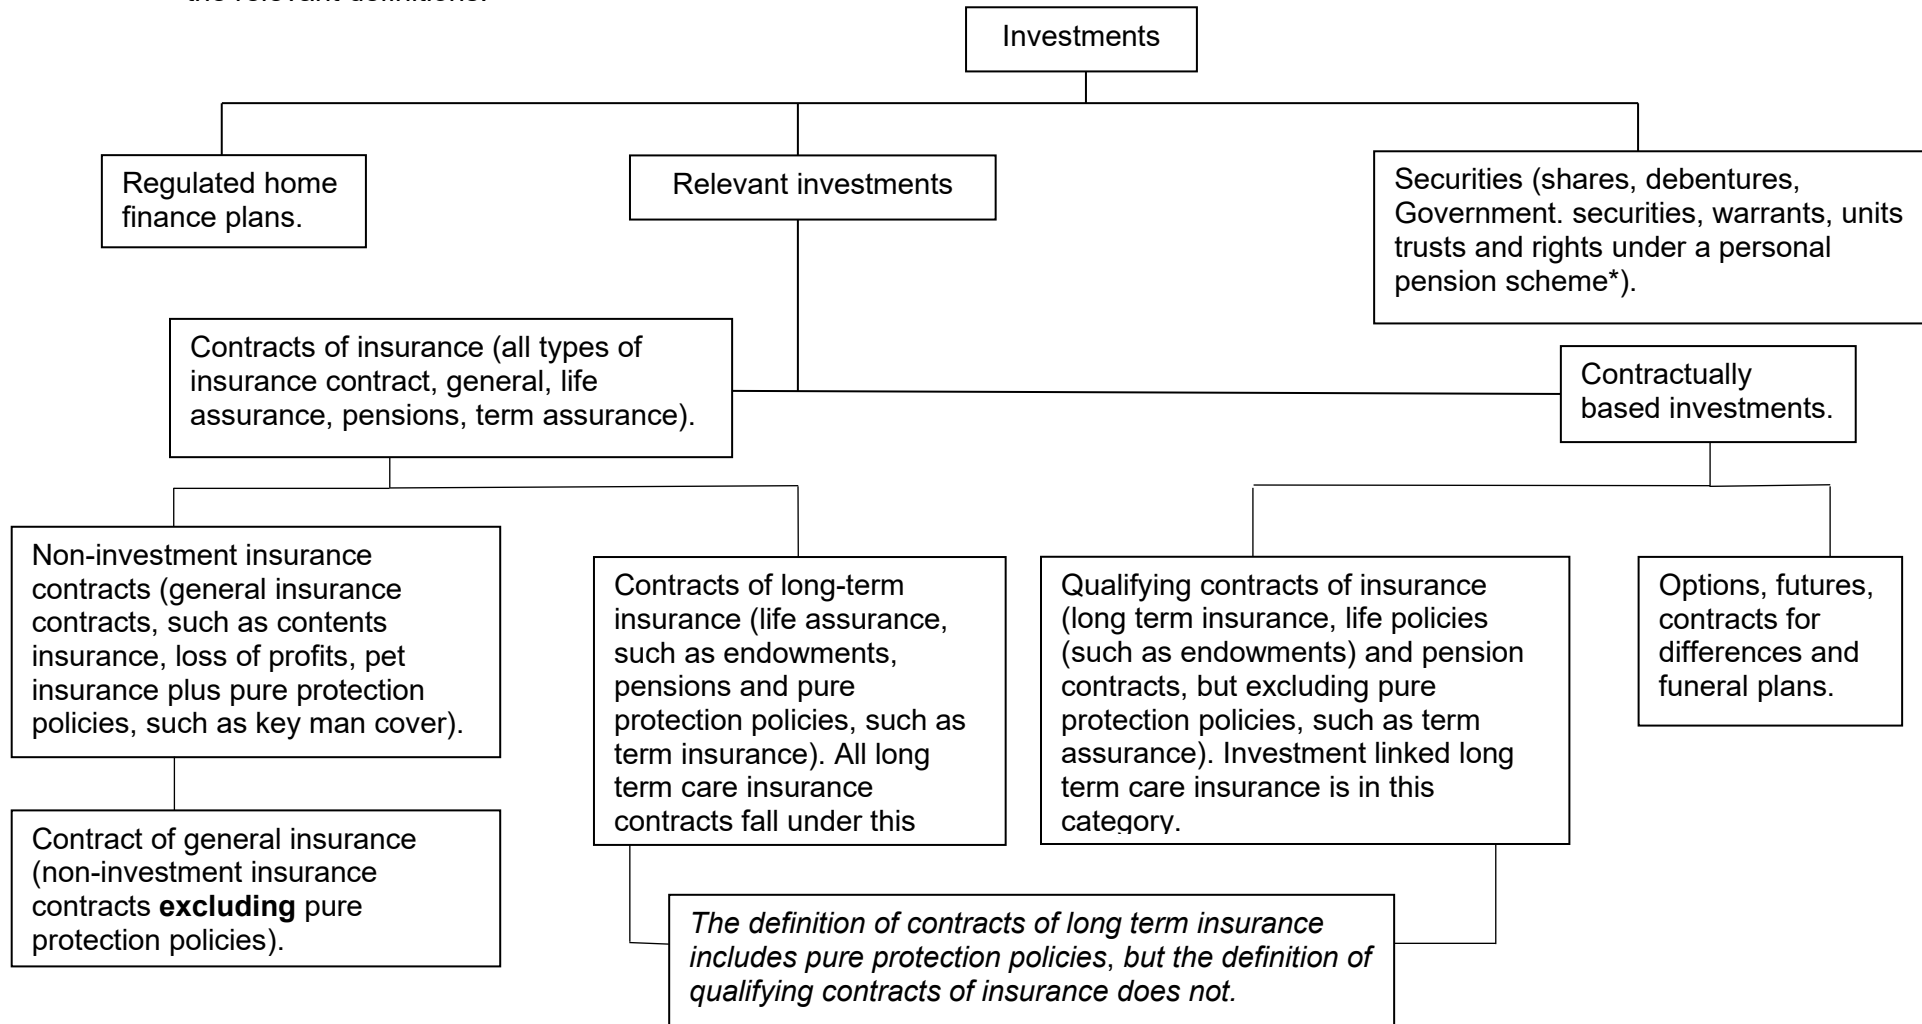 the relevant definitions.
Investments
Regulated home
finance plans.
Relevant investments
Securities (shares, debentures,
Government. securities, warrants, units
trusts and rights under a personal
pension scheme*).
Contracts of insurance (all types of
insurance contract, general, life
assurance, pensions, term assurance).
Contractually
based investments.
Non-investment insurance
contracts (general insurance
contracts, such as contents
insurance, loss of profits, pet
insurance plus pure protection
policies, such as key man cover).
Contracts of long-term
insurance (life assurance,
such as endowments,
pensions and pure
protection policies, such as
term insurance). All long
term care insurance
contracts fall under this
Qualifying contracts of insurance
(long term insurance, life policies
(such as endowments) and pension
contracts, but excluding pure
protection policies, such as term
assurance). Investment linked long
term care insurance is in this
category.
Options, futures,
contracts for
differences and
funeral plans.
Contract of general insurance
(non-investment insurance
contracts excluding pure
protection policies).
The definition of contracts of long term insurance
includes pure protection policies, but the definition of
qualifying contracts of insurance does not.